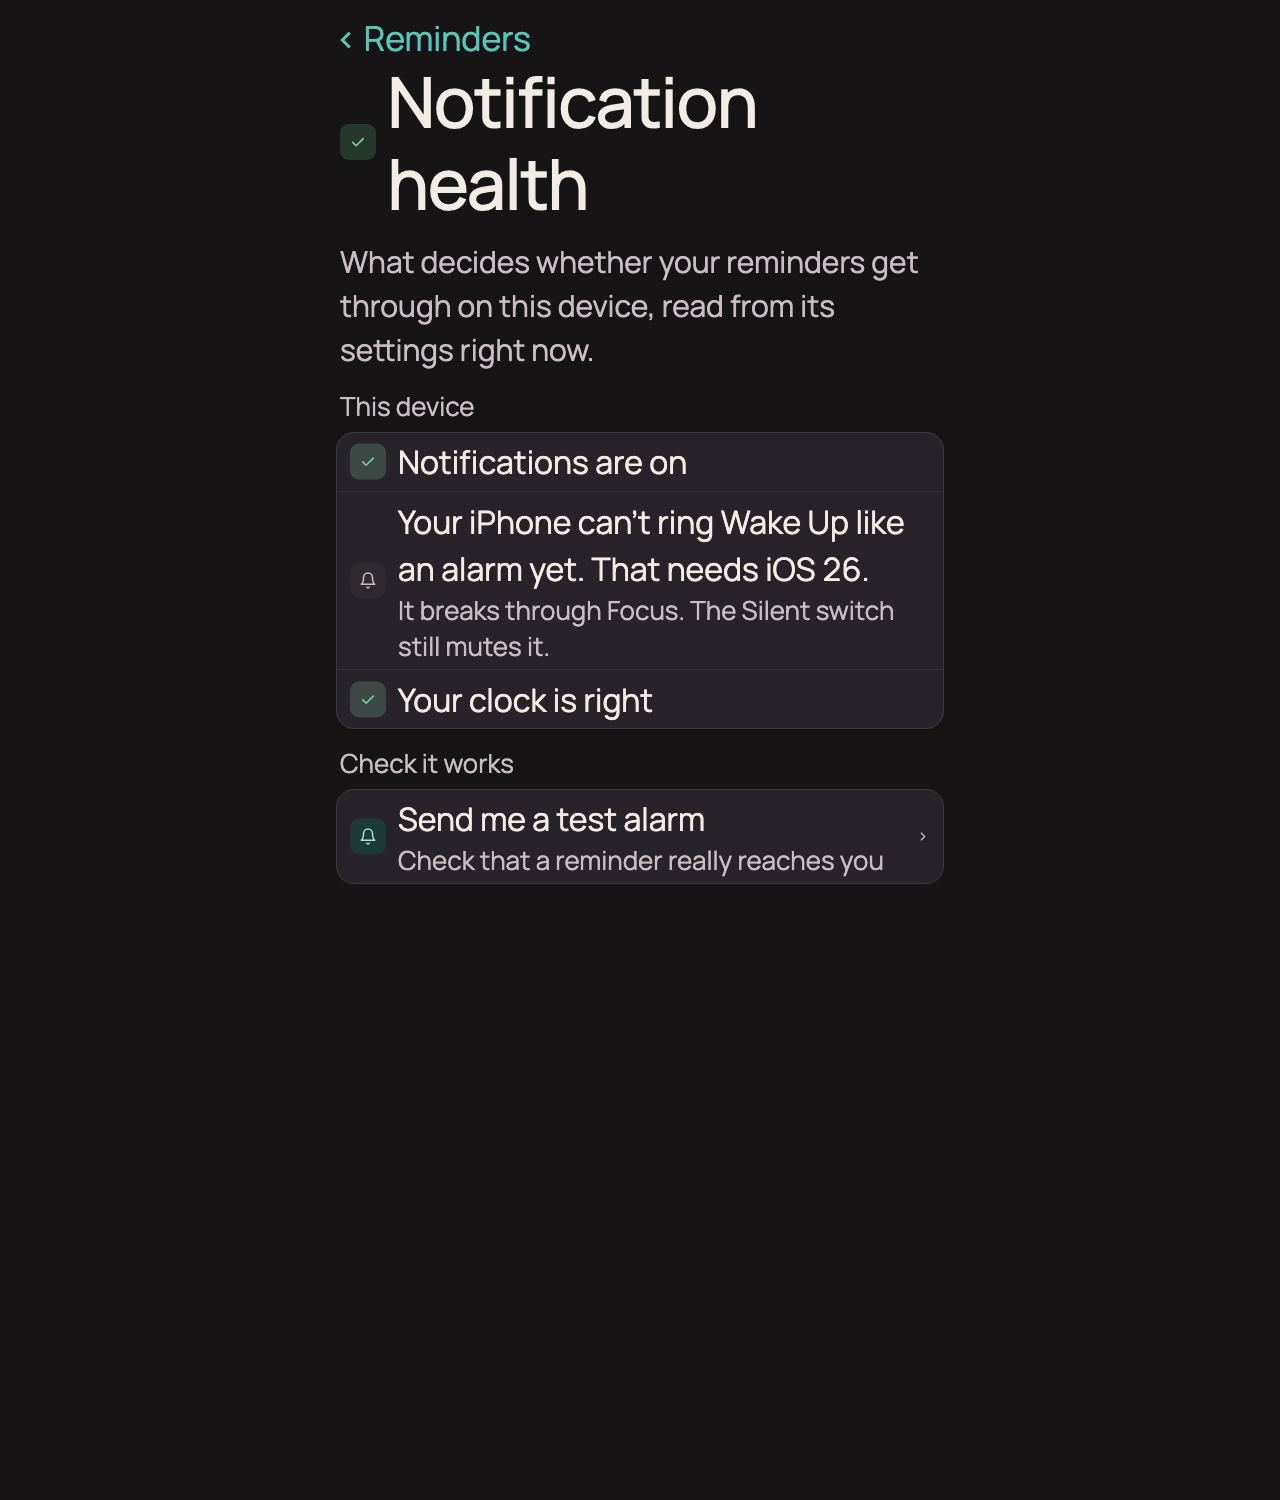 Reminders
Notification
health
What decides whether your reminders get
through on this device, read from its
settings right now.
This device
Notifications are on
Your iPhone can’t ring Wake Up like
an alarm yet. That needs iOS 26.
It breaks through Focus. The Silent switch
still mutes it.
Your clock is right
Check it works
Send me a test alarm
Check that a reminder really reaches you